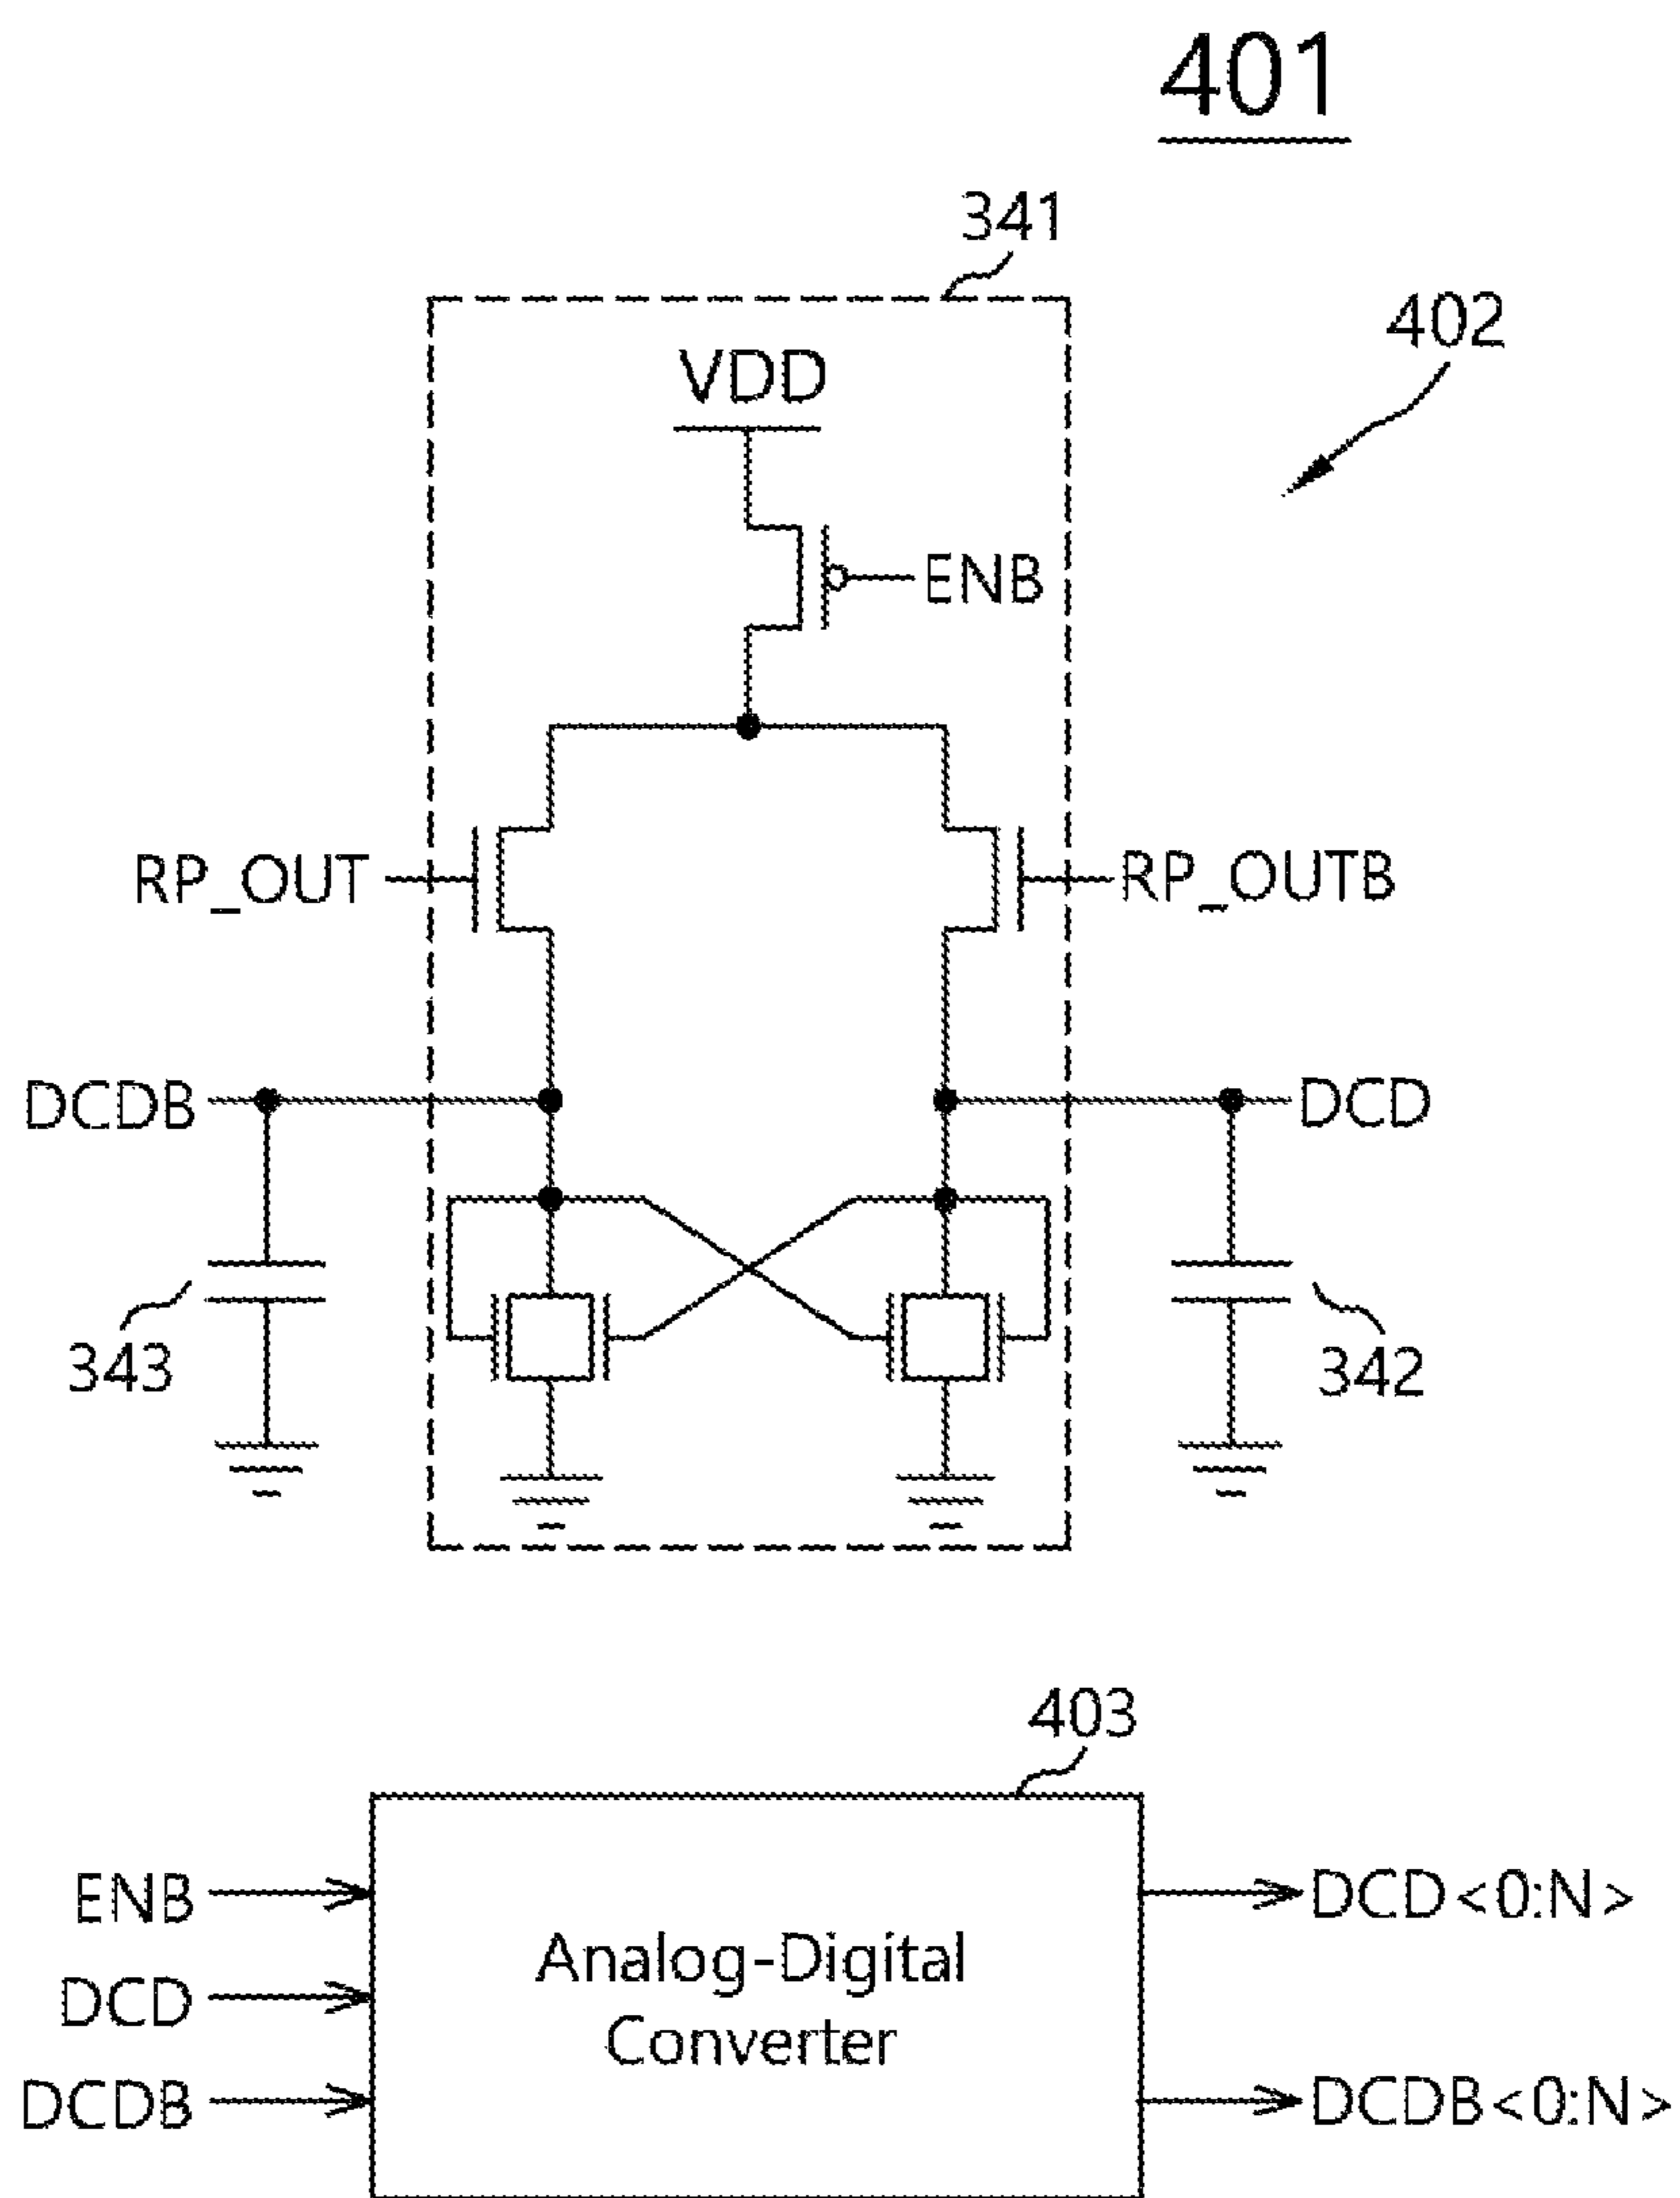 401
341
402
VDD
ENB
RP_OUT
RP_OUTB
DCDB
DCD
343
342
403
ENB
DCD
DCDB
Analog-Digital
Converter
DCD<0:N>
DCDB<0:N>